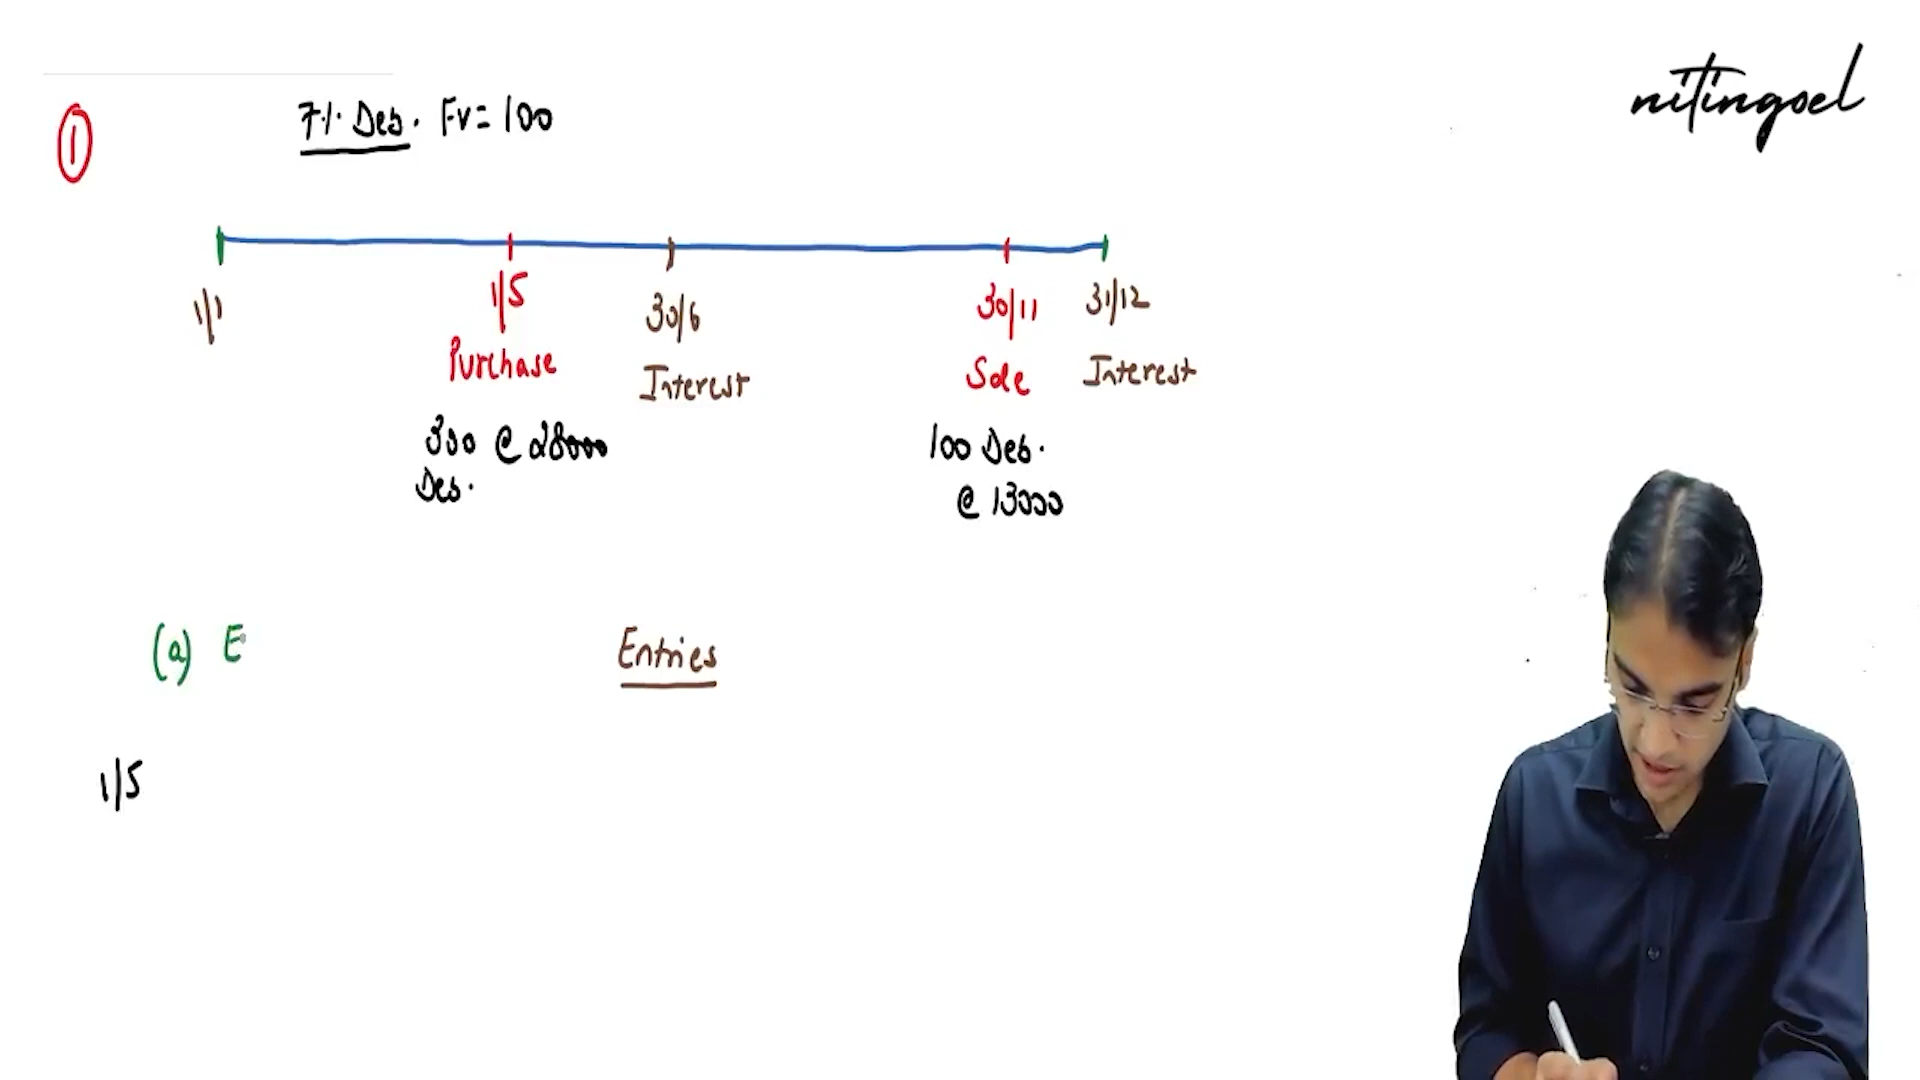 nitingoel
① 7% Deb. FV = 100
1/1
1/5
Purchase
300 @ 28000
Deb.
30/6
Interest
30/11
Sale
100 Deb.
@ 13000
31/12
Interest
(a) E
Entries
1/5